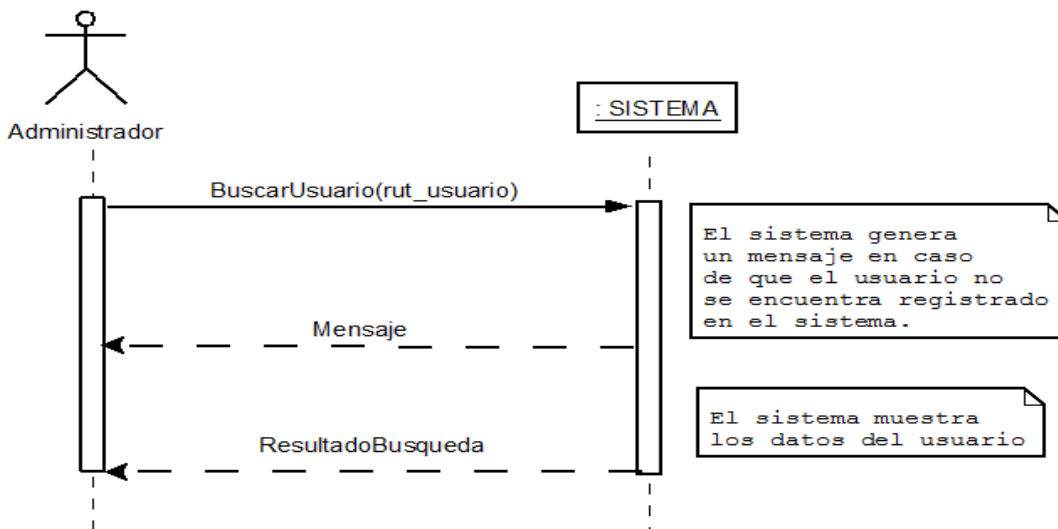 : SISTEMA
Administrador
BuscarUsuario(rut_usuario)
El sistema genera
un mensaje en caso
de que el usuario no
se encuentra registrado
en el sistema.
Mensaje
El sistema muestra
los datos del usuario
ResultadoBusqueda